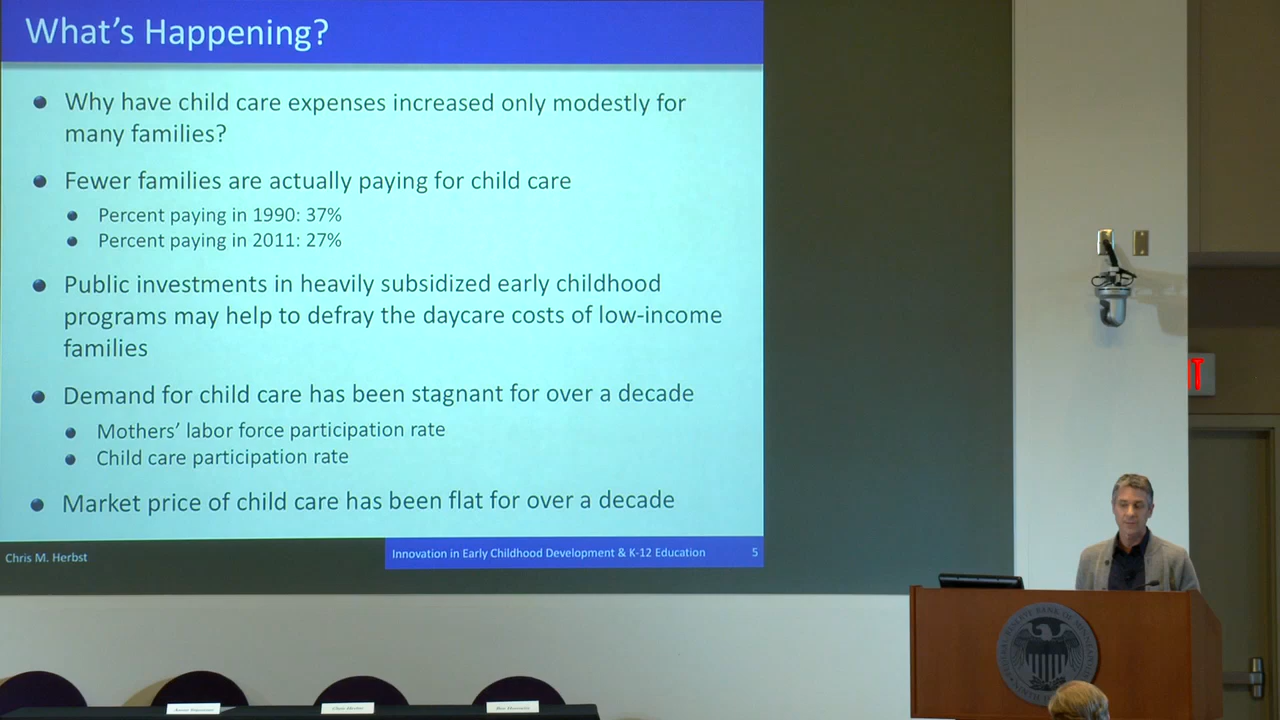 What's Happening?
Why have child care expenses increased only modestly for
many families?
Fewer families are actually paying for child care
Percent paying in 1990: 37%
Percent paying in 2011: 27%
Public investments in heavily subsidized early childhood
programs may help to defray the daycare costs of low-income
families
Demand for child care has been stagnant for over a decade
Mothers' labor force participation rate
Child care participation rate
Market price of child care has been flat for over a decade
Chris M. Herbst
Innovation in Early Childhood Development & K-12 Education 5
IT